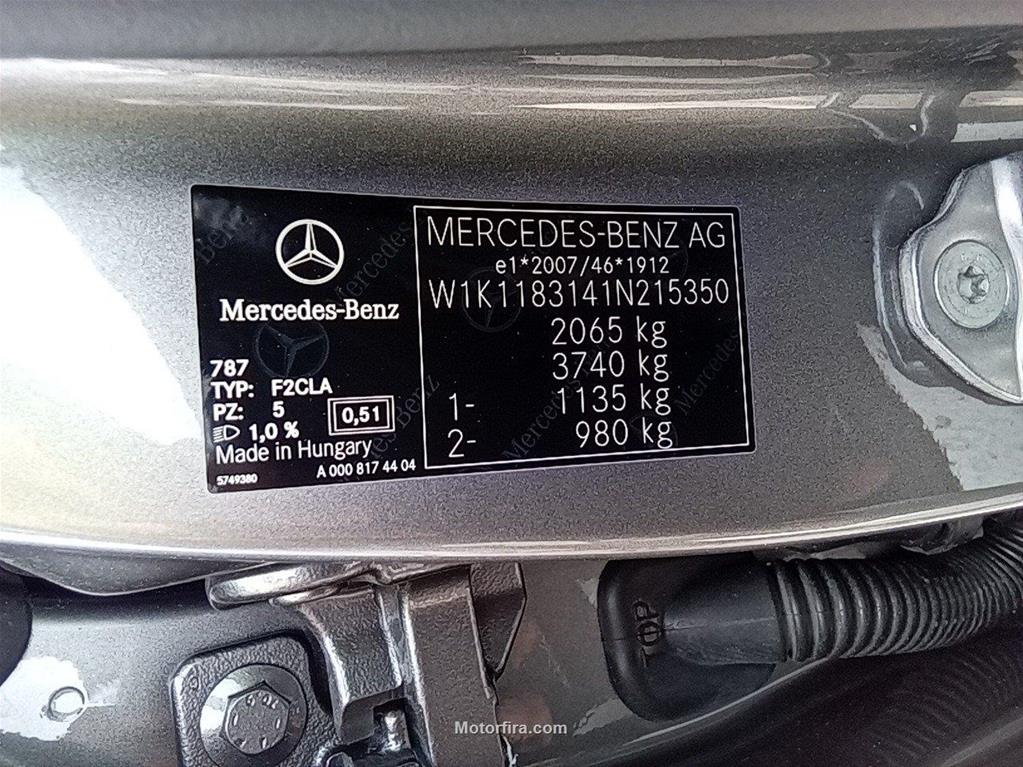 Mercedes-Benz
787
TYP: F2CLA
PZ: 5
0,51
1,0 %
Made in Hungary
5749380
A 000 817 44 04
MERCEDES-BENZ AG
e1*2007/46*1912
W1K1183141N215350
2065 kg
3740 kg
1- 1135 kg
2- 980 kg
TOP
Motorfira.com